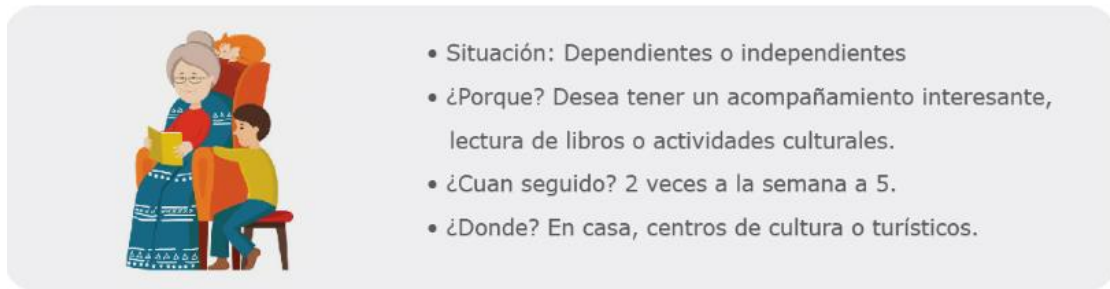 • Situación: Dependientes o independientes
• ¿Porque? Desea tener un acompañamiento interesante,
lectura de libros o actividades culturales.
• ¿Cuan seguido? 2 veces a la semana a 5.
• ¿Donde? En casa, centros de cultura o turísticos.